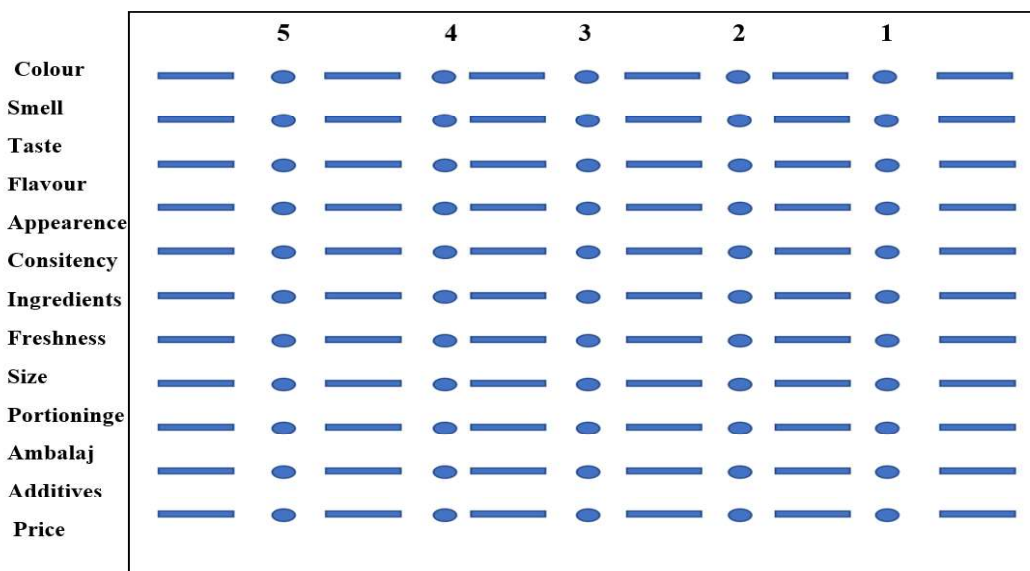 5 4 3 2 1
Colour
Smell
Taste
Flavour
Appearence
Consitency
Ingredients
Freshness
Size
Portioninge
Ambalaj
Additives
Price